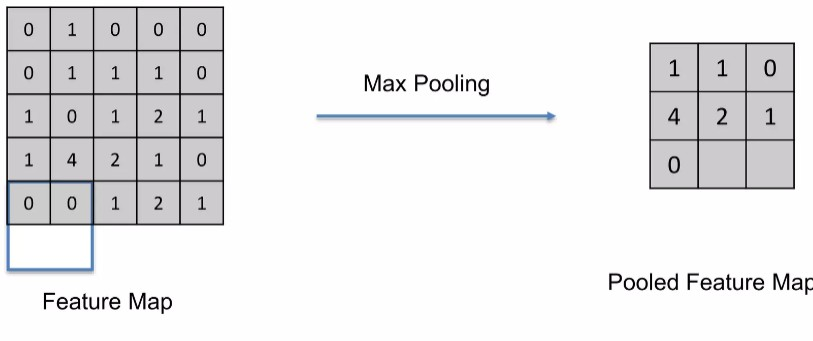 0 1 0 0 0
0 1 1 1 0
1 0 1 2 1
1 4 2 1 0
0 0 1 2 1
Feature Map
Max Pooling
1 1 0
4 2 1
0
Pooled Feature Map